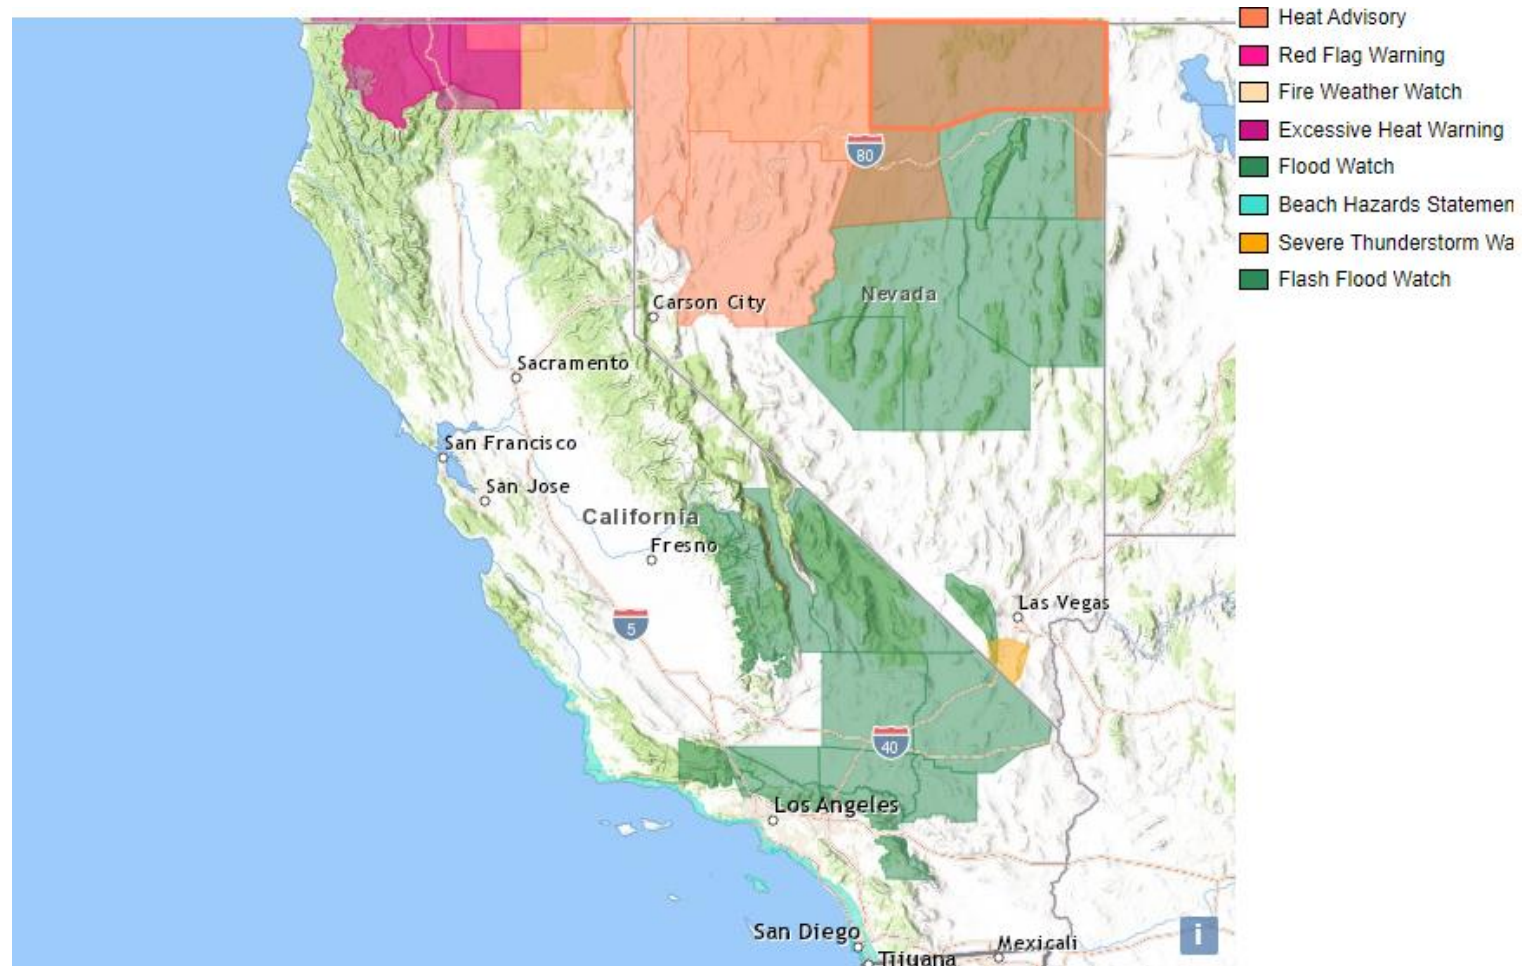 Heat Advisory
Red Flag Warning
Fire Weather Watch
Excessive Heat Warning
Flood Watch
Beach Hazards Statemen
Severe Thunderstorm Wa
Flash Flood Watch
80
Nevada
Carson City
Sacramento
San Francisco
San Jose
California
Fresno
Las Vegas
5
40
Los Angeles
San Diego
Mexicali
Tijuana
i